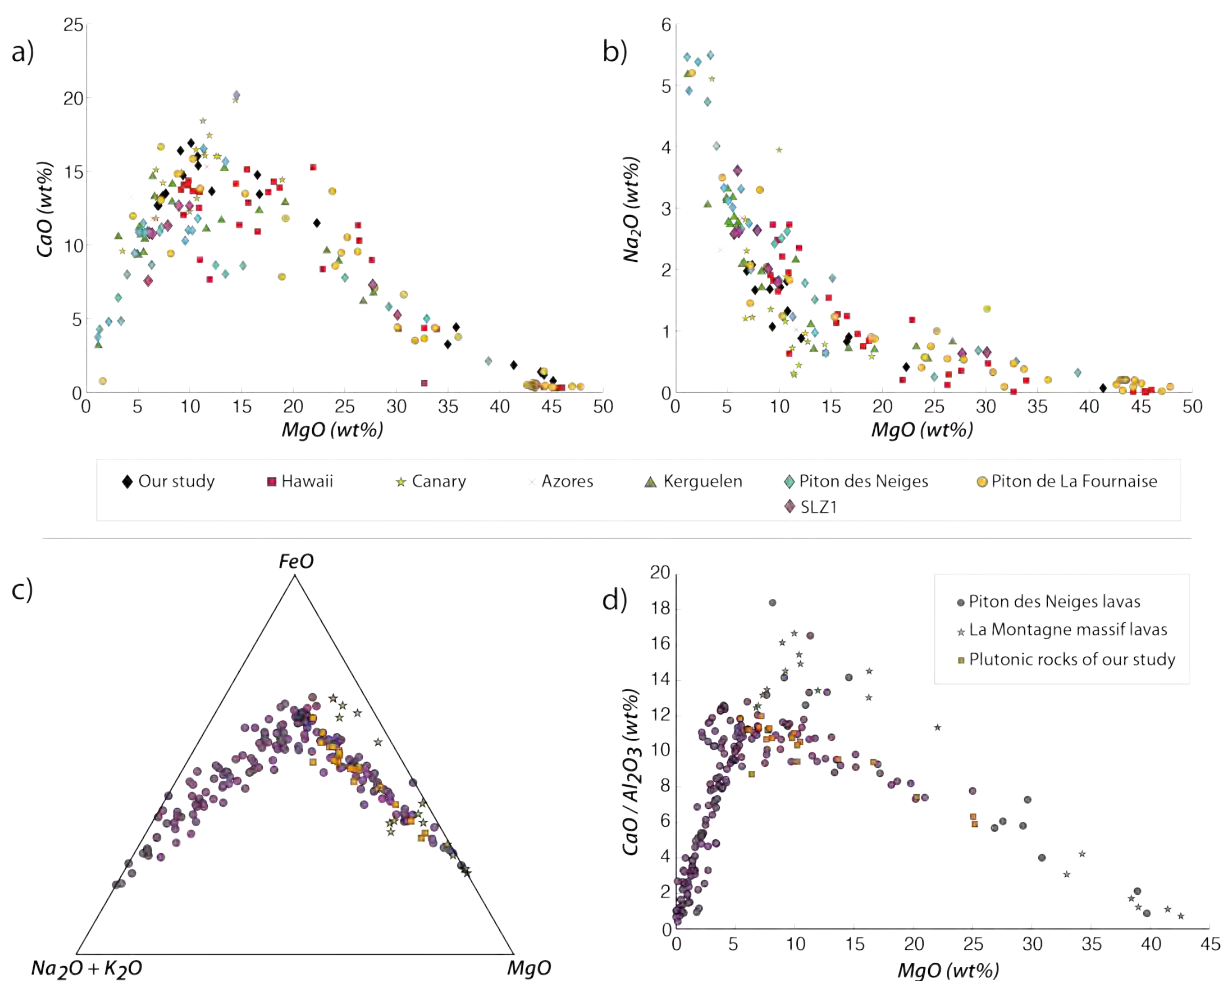 a)
25
20
15
10
5
0
CaO (wt%)
0 5 10 15 20 25 30 35 40 45 50
MgO (wt%)
b)
6
5
4
3
2
1
0
Na2O (wt%)
0 5 10 15 20 25 30 35 40 45 50
MgO (wt%)
Our study Hawaii Canary Azores Kerguelen Piton des Neiges Piton de La Fournaise
SLZ1
c)
FeO
Na2O + K2O
MgO
d)
20
18
16
14
12
10
8
6
4
2
0
CaO / Al2O3 (wt%)
0 5 10 15 20 25 30 35 40 45
MgO (wt%)
Piton des Neiges lavas
La Montagne massif lavas
Plutonic rocks of our study